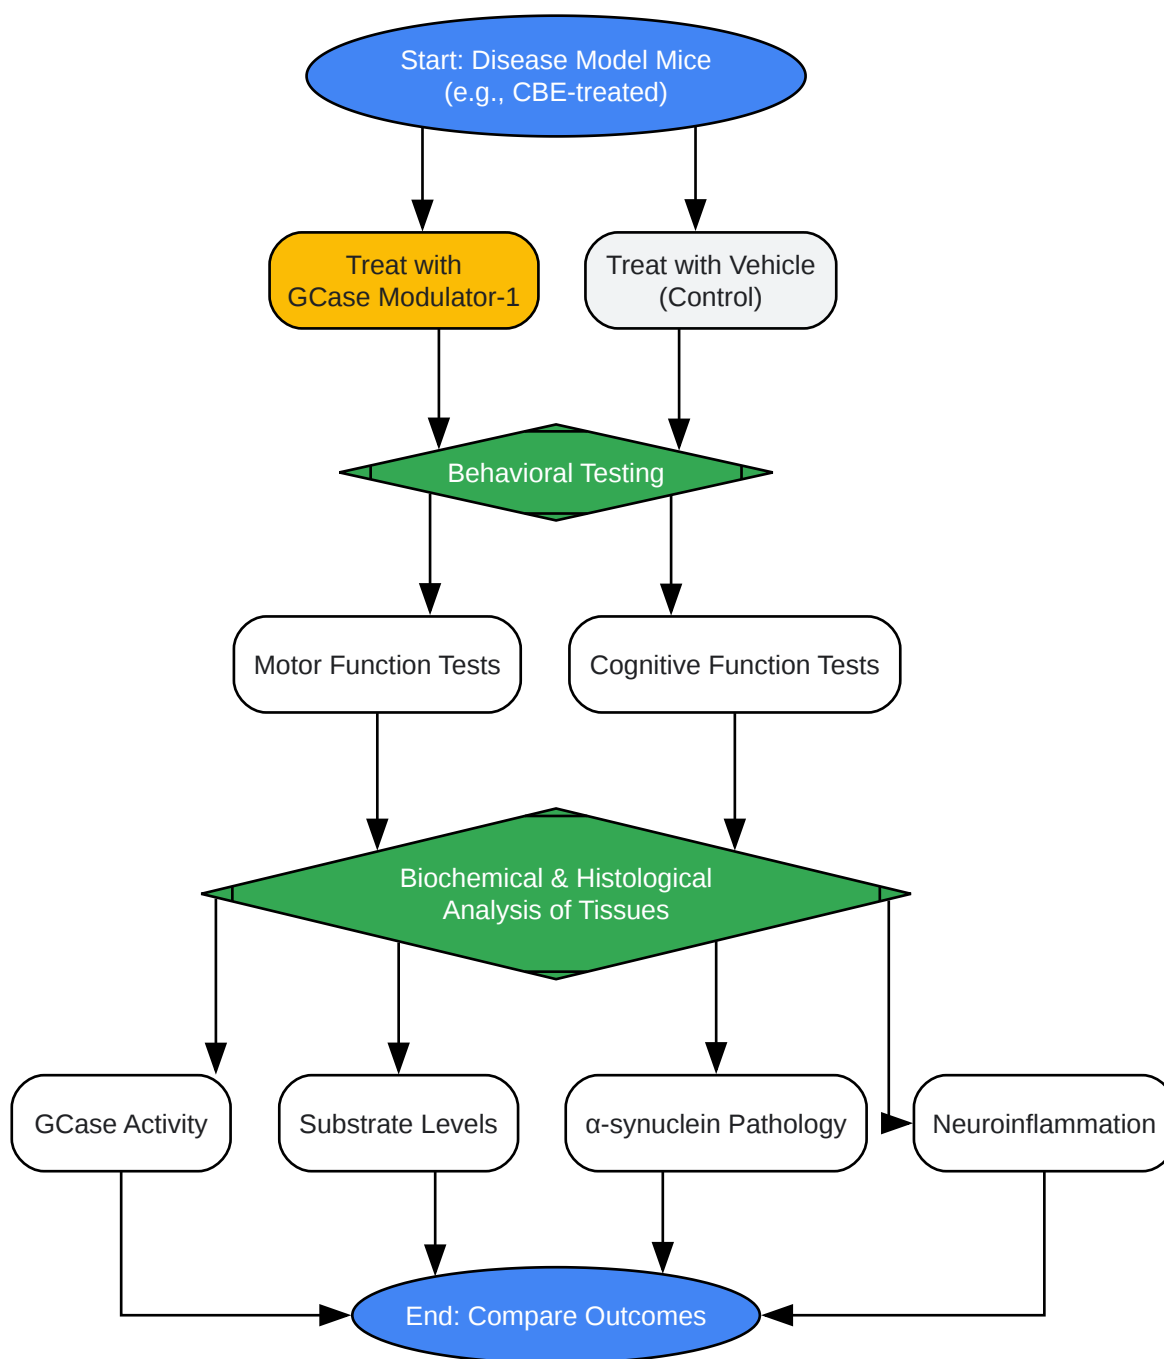 Start: Disease Model Mice
(e.g., CBE-treated)
Treat with
GCase Modulator-1
Treat with Vehicle
(Control)
Behavioral Testing
Motor Function Tests
Cognitive Function Tests
Biochemical & Histological
Analysis of Tissues
GCase Activity
Substrate Levels
α-synuclein Pathology
Neuroinflammation
End: Compare Outcomes